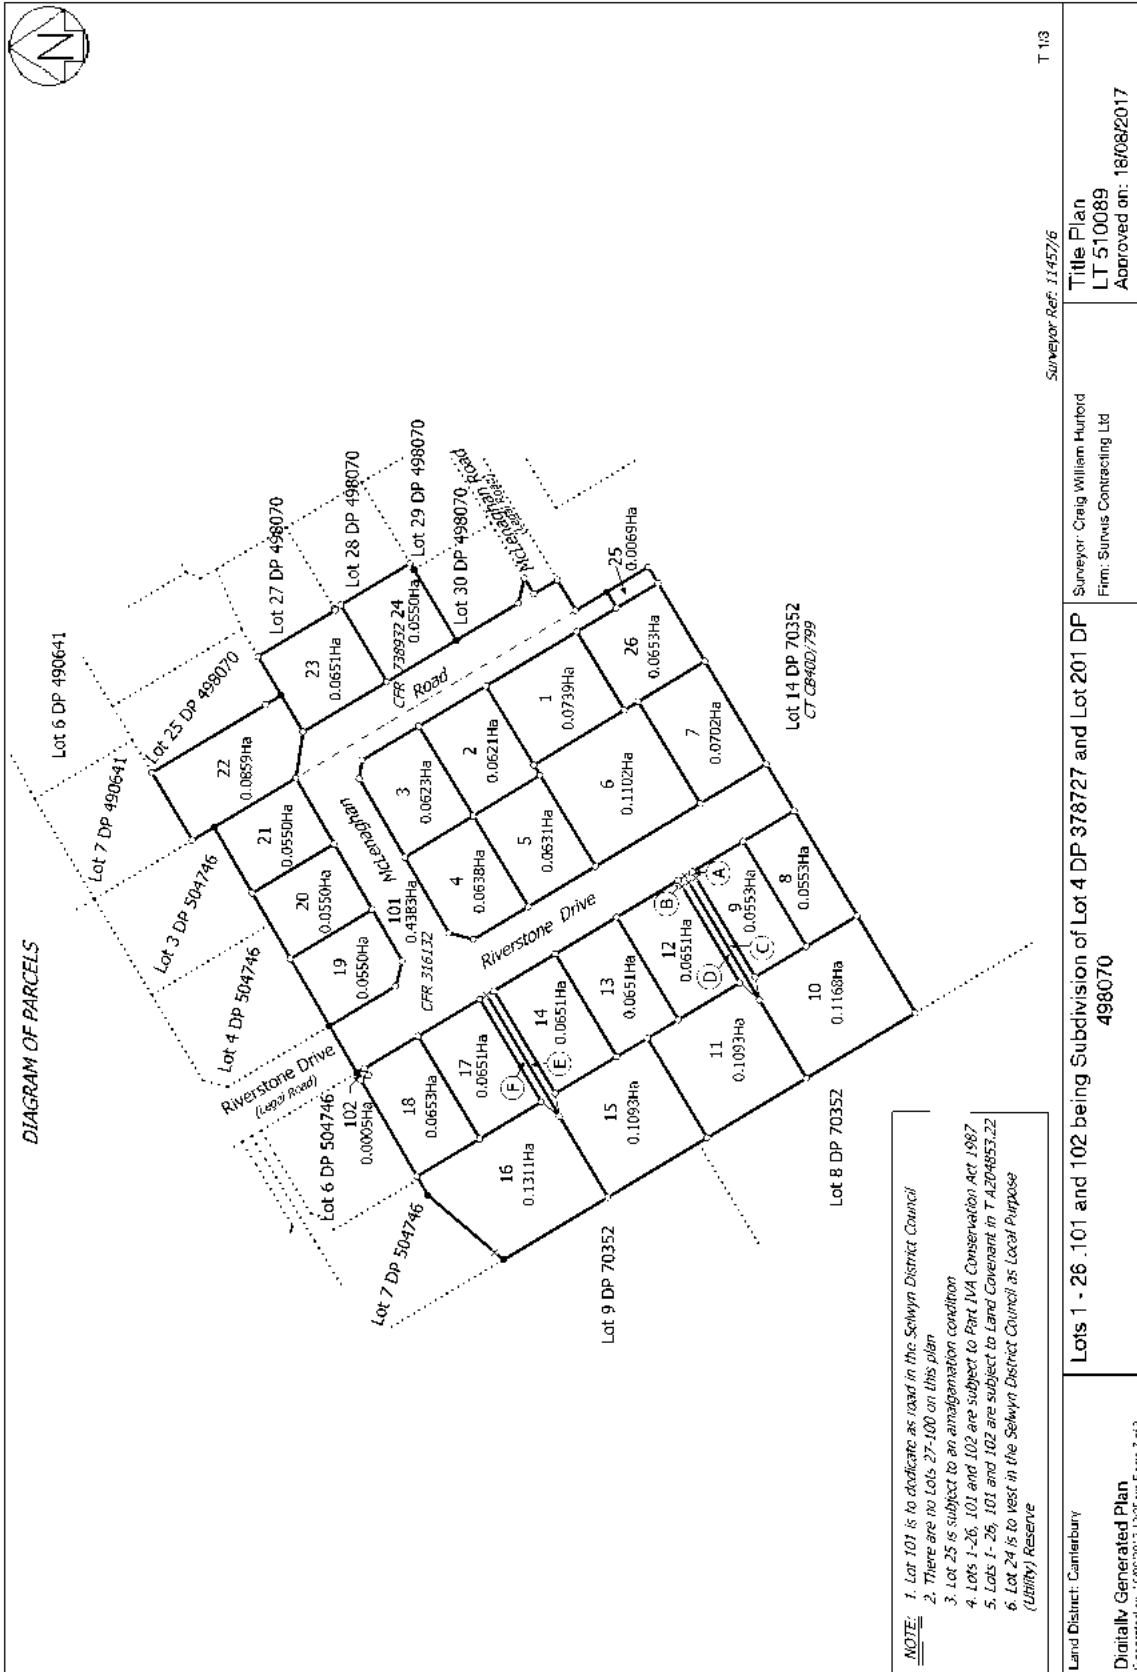 DIAGRAM OF PARCELS
N
Lot 6 DP 490641
Lot 7 DP 490641
Lot 25 DP 498070
Lot 3 DP 504746
Lot 4 DP 504746
Lot 27 DP 498070
Lot 28 DP 498070
Lot 29 DP 498070
Lot 30 DP 498070
Riverstone Drive
(Legal Road)
Lot 6 DP 504746
Lot 7 DP 504746
102
0.0005Ha
22
0.0859Ha
21
0.0550Ha
20
0.0550Ha
19
0.0550Ha
23
0.0651Ha
CFR 738932
24
0.0550Ha
McLenaghan
Road
101
0.4383Ha
CFR 316132
McLenaghan Road
(Legal Road)
3
0.0623Ha
2
0.0621Ha
1
0.0739Ha
26
0.0653Ha
25
0.0069Ha
4
0.0638Ha
5
0.0631Ha
6
0.1102Ha
7
0.0702Ha
Riverstone Drive
18
0.0653Ha
17
0.0651Ha
F
E
14
0.0651Ha
13
0.0651Ha
12
0.0651Ha
B
A
D
C
9
0.0553Ha
8
0.0553Ha
16
0.1311Ha
15
0.1093Ha
11
0.1093Ha
10
0.1168Ha
Lot 14 DP 70352
CT CB40D/799
Lot 9 DP 70352
Lot 8 DP 70352
NOTE: 1. Lot 101 is to dedicate as road in the Selwyn District Council
2. There are no Lots 27-100 on this plan
3. Lot 25 is subject to an amalgamation condition
4. Lots 1-26, 101 and 102 are subject to Part IVA Conservation Act 1987
5. Lots 1- 26, 101 and 102 are subject to Land Covenant in T A204853.22
6. Lot 24 is to vest in the Selwyn District Council as Local Purpose
(Utility) Reserve
T 1/3
Surveyor Ref: 11457/6
Land District: Canterbury
Digitally Generated Plan
Lots 1 - 26 .101 and 102 being Subdivision of Lot 4 DP 378727 and Lot 201 DP
498070
Surveyor: Craig William Hurford
Firm: Survus Contracting Ltd
Title Plan
LT 510089
Approved on: 18/08/2017